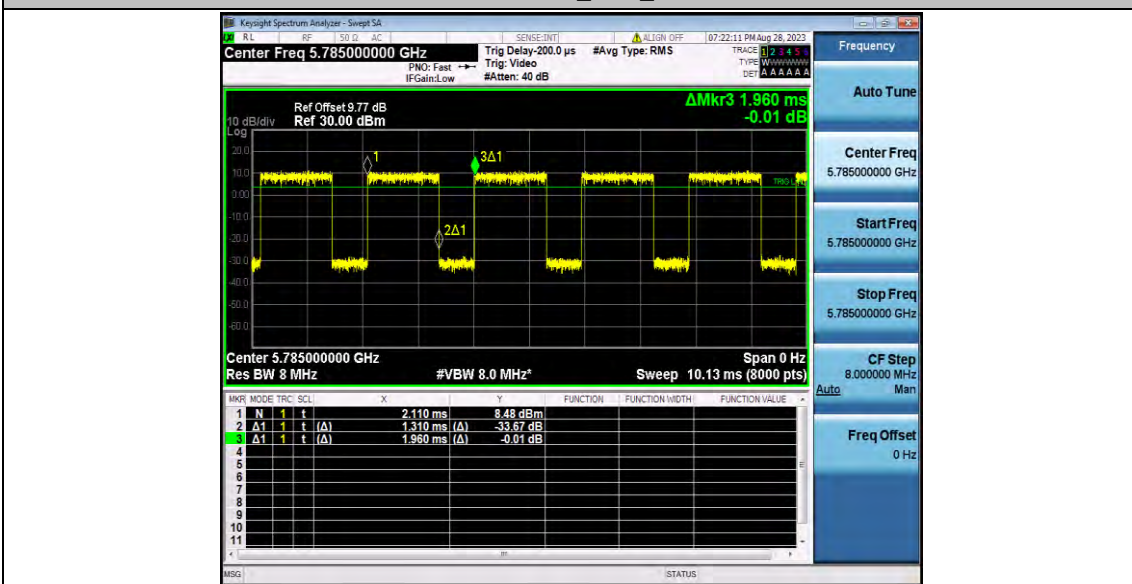 Keysight Spectrum Analyzer - Swept SA
RL RF 50 Ω AC SENSE:INT ALIGN OFF 07:22:11 PM Aug 28, 2023
Center Freq 5.785000000 GHz Trig Delay-200.0 µs #Avg Type: RMS TRACE 1 2 3 4 5 6
PNO: Fast Trig: Video TYPE W
IFGain:Low #Atten: 40 dB DET A A A A A A
Frequency
Auto Tune
Center Freq
5.785000000 GHz
Start Freq
5.785000000 GHz
Stop Freq
5.785000000 GHz
CF Step
8.000000 MHz
Auto Man
Freq Offset
0 Hz
ΔMkr3 1.960 ms
-0.01 dB
Ref Offset 9.77 dB
10 dB/div Ref 30.00 dBm
Log
20.0
10.0
0.00
-10.0
-20.0
-30.0
-40.0
-50.0
-60.0
1
3Δ1
2Δ1
Center 5.785000000 GHz Span 0 Hz
Res BW 8 MHz #VBW 8.0 MHz* Sweep 10.13 ms (8000 pts)
MKR MODE TRC SCL X Y FUNCTION FUNCTION WIDTH FUNCTION VALUE
1 N 1 t 2.110 ms 8.48 dBm
2 Δ1 1 t (Δ) 1.310 ms (Δ) -33.67 dB
3 Δ1 1 t (Δ) 1.960 ms (Δ) -0.01 dB
4
5
6
7
8
9
10
11
MSG STATUS